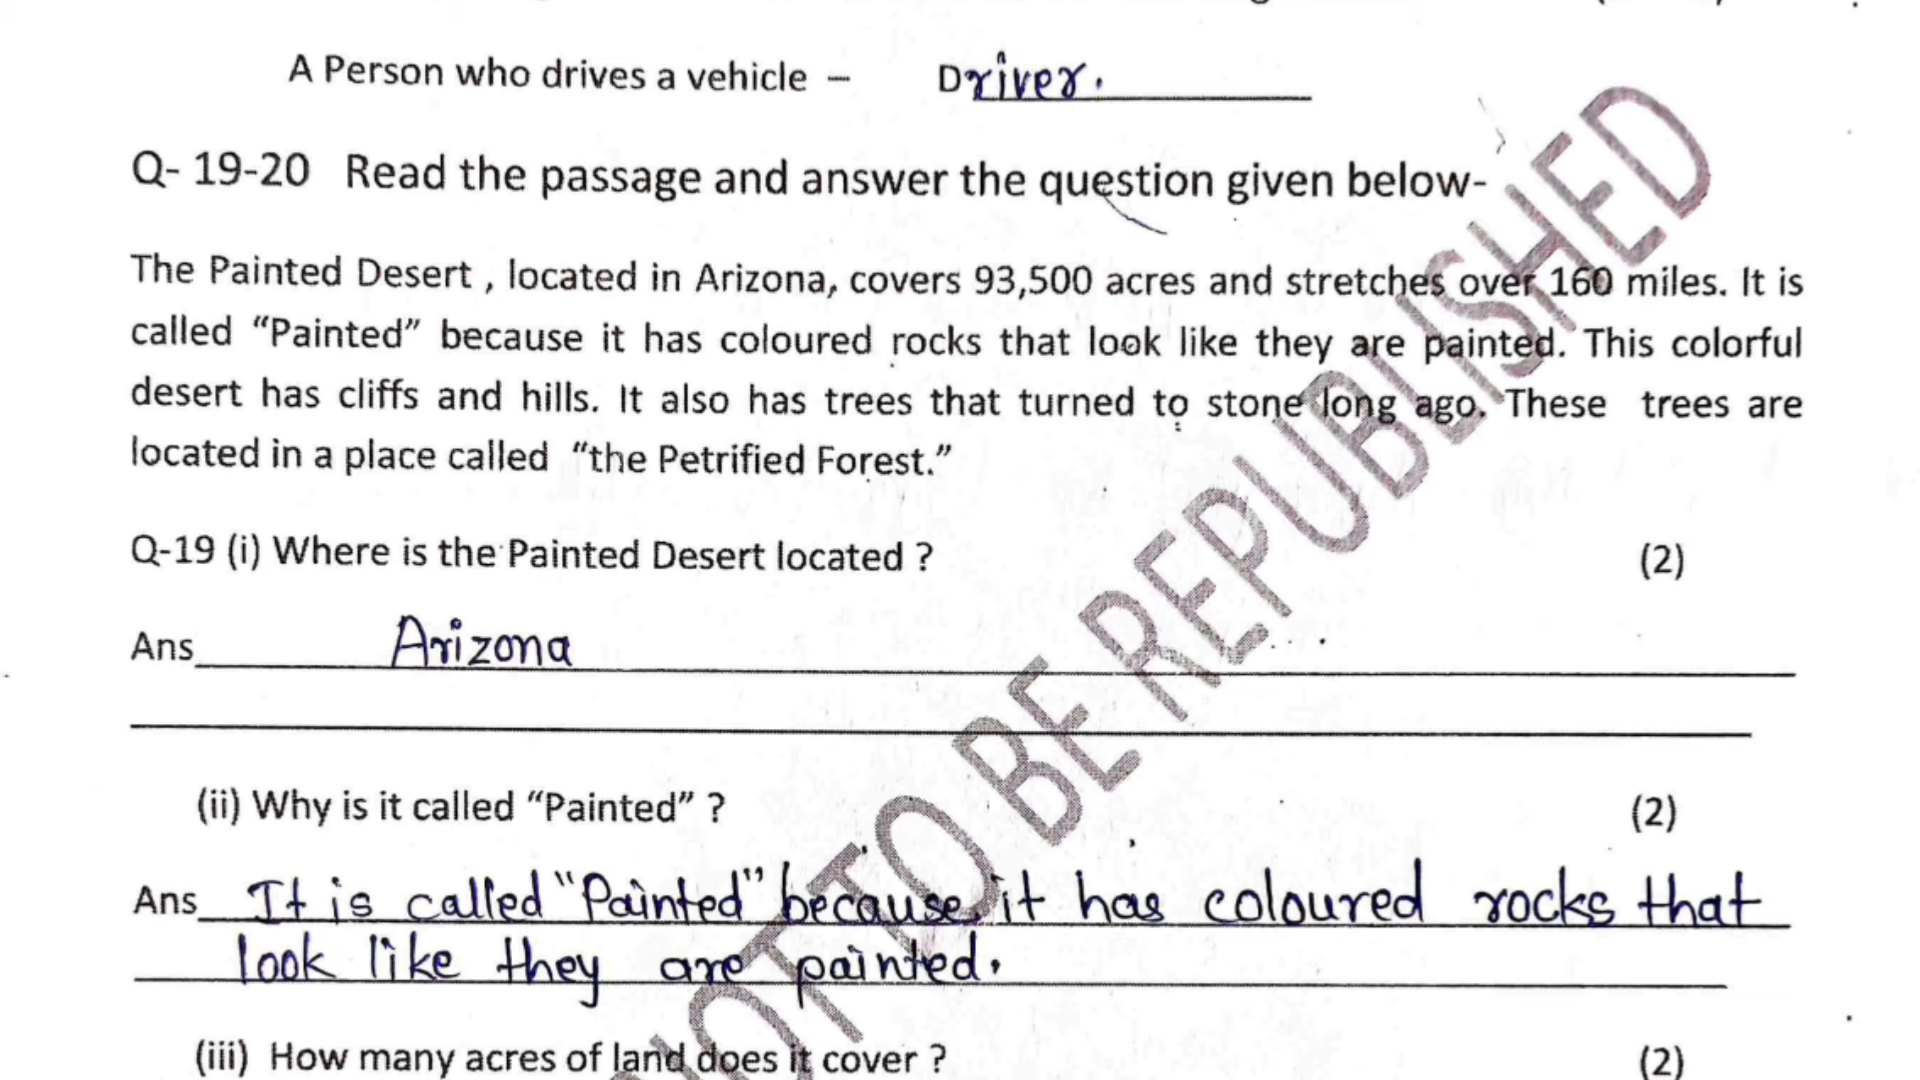 A Person who drives a vehicle – Driver.
Q- 19-20 Read the passage and answer the question given below-
The Painted Desert , located in Arizona, covers 93,500 acres and stretches over 160 miles. It is
called “Painted” because it has coloured rocks that look like they are painted. This colorful
desert has cliffs and hills. It also has trees that turned to stone long ago. These trees are
located in a place called “the Petrified Forest.”
Q-19 (i) Where is the Painted Desert located ? (2)
Ans Arizona
(ii) Why is it called “Painted” ? (2)
Ans It is called “Painted” because it has coloured rocks that
look like they are painted.
(iii) How many acres of land does it cover ? (2)
NOT TO BE REPUBLISHED